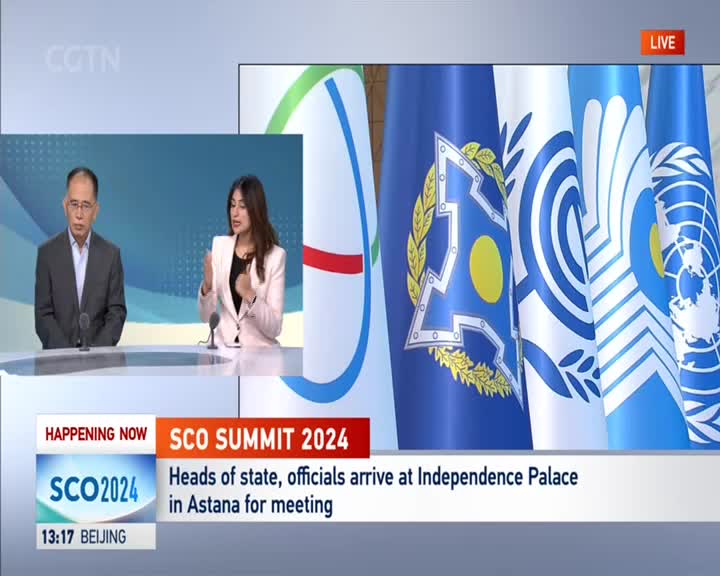 CGTN
LIVE
HAPPENING NOW
SCO SUMMIT 2024
SCO2024
Heads of state, officials arrive at Independence Palace
in Astana for meeting
13:17 BEIJING